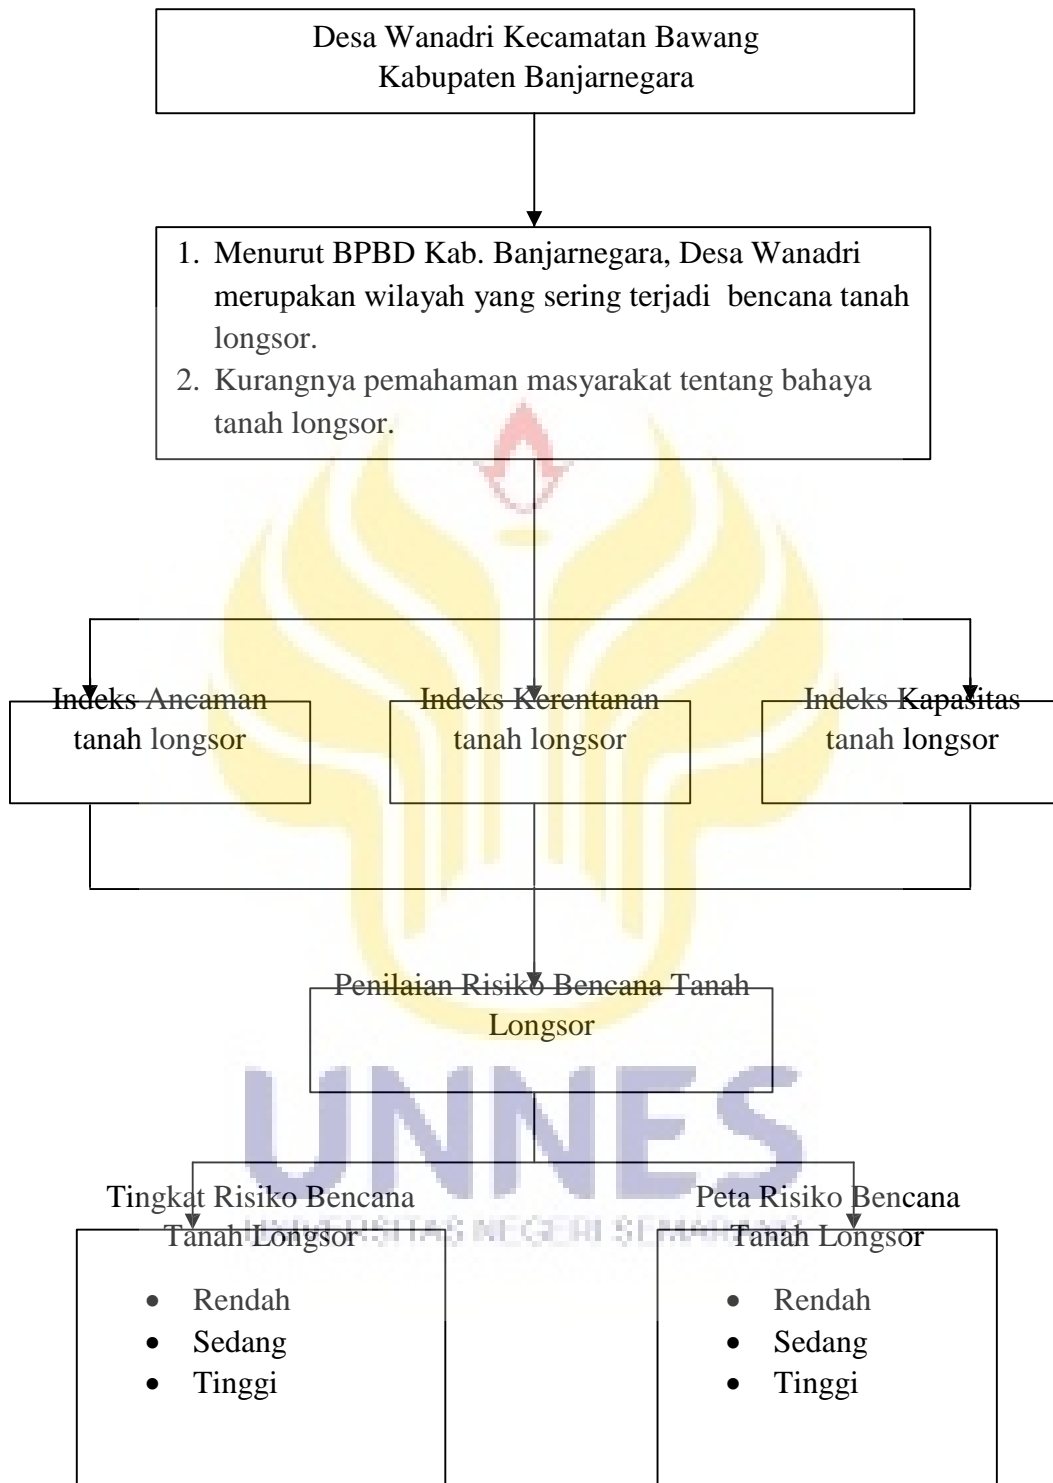 Desa Wanadri Kecamatan Bawang
Kabupaten Banjarnegara
1. Menurut BPBD Kab. Banjarnegara, Desa Wanadri
merupakan wilayah yang sering terjadi bencana tanah
longsor.
2. Kurangnya pemahaman masyarakat tentang bahaya
tanah longsor.
Indeks Ancaman
tanah longsor
Indeks Kerentanan
tanah longsor
Indeks Kapasitas
tanah longsor
Penilaian Risiko Bencana Tanah
Longsor
UNNES
UNIVERSITAS NEGERI SEMARANG
Tingkat Risiko Bencana
Tanah Longsor
• Rendah
• Sedang
• Tinggi
Peta Risiko Bencana
Tanah Longsor
• Rendah
• Sedang
• Tinggi